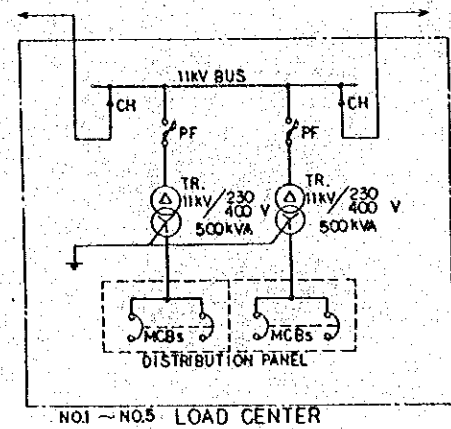 11KV BUS
CH
CH
PF
PF
TR.
11KV/230
400 V
500KVA
TR.
11KV/230
400 V
500KVA
Δ
Δ
Y
Y
MCBs
MCBs
DISTRIBUTION PANEL
NO.1 ~ NO.5 LOAD CENTER